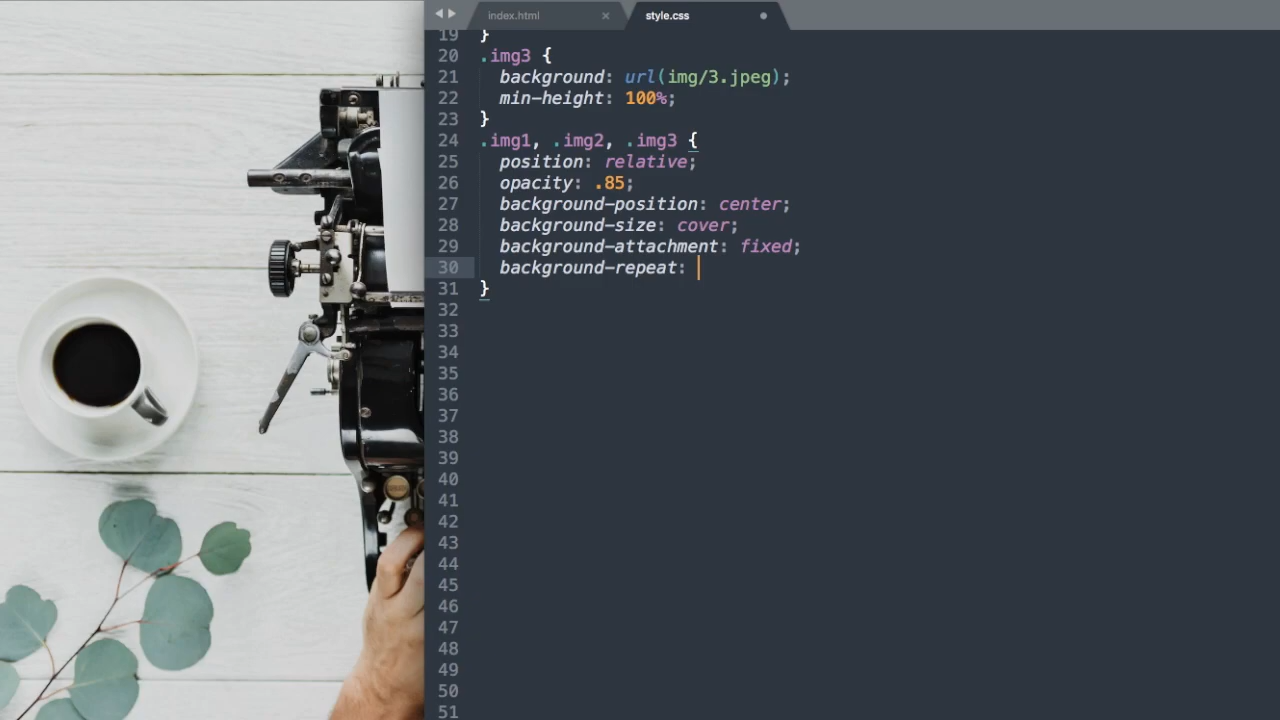 index.html
style.css
19 }
20 .img3 {
21 background: url(img/3.jpeg);
22 min-height: 100%;
23 }
24 .img1, .img2, .img3 {
25 position: relative;
26 opacity: .85;
27 background-position: center;
28 background-size: cover;
29 background-attachment: fixed;
30 background-repeat:
31 }
32
33
34
35
36
37
38
39
40
41
42
43
44
45
46
47
48
49
50
51